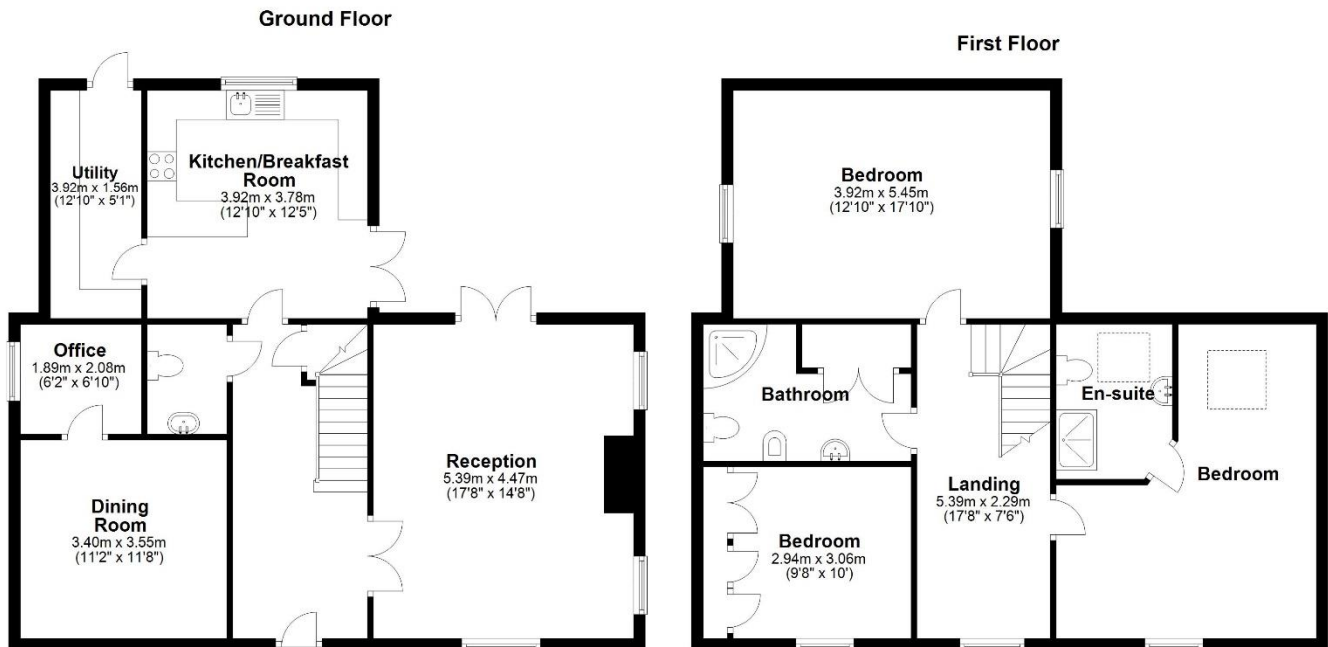 Ground Floor
Utility
3.92m x 1.56m
(12'10" x 5'1")
Kitchen/Breakfast
Room
3.92m x 3.78m
(12'10" x 12'5")
Office
1.89m x 2.08m
(6'2" x 6'10")
Dining
Room
3.40m x 3.55m
(11'2" x 11'8")
Reception
5.39m x 4.47m
(17'8" x 14'8")
First Floor
Bedroom
3.92m x 5.45m
(12'10" x 17'10")
Bathroom
En-suite
Bedroom
Landing
5.39m x 2.29m
(17'8" x 7'6")
Bedroom
2.94m x 3.06m
(9'8" x 10')